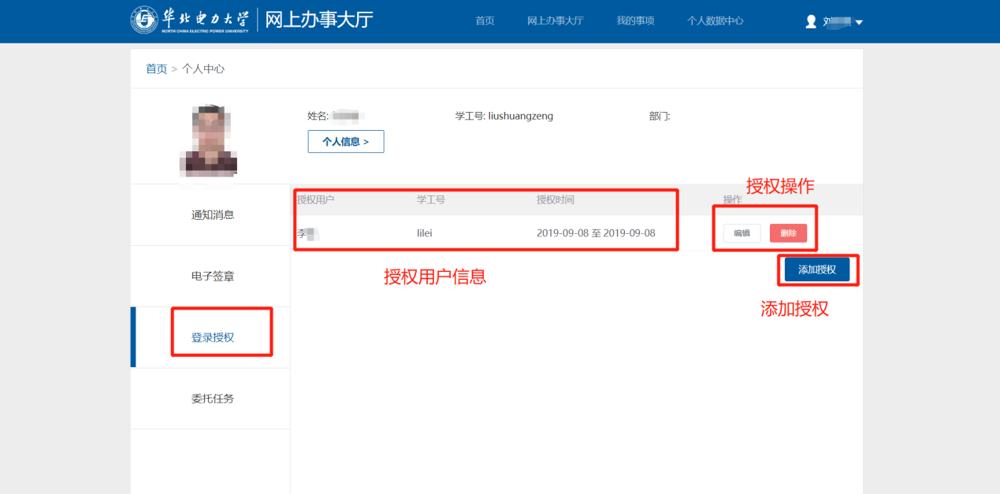 华北电力大学 网上办事大厅 首页 网上办事大厅 我的事项 个人数据中心 刘
NORTH CHINA ELECTRIC POWER UNIVERSITY
首页 > 个人中心
姓名: 学工号: liushuangzeng 部门:
个人信息 >
授权操作
授权用户 学工号 授权时间 操作
通知消息
李 lilei 2019-09-08 至 2019-09-08 编辑 删除
添加授权
授权用户信息
电子签章
添加授权
登录授权
委托任务